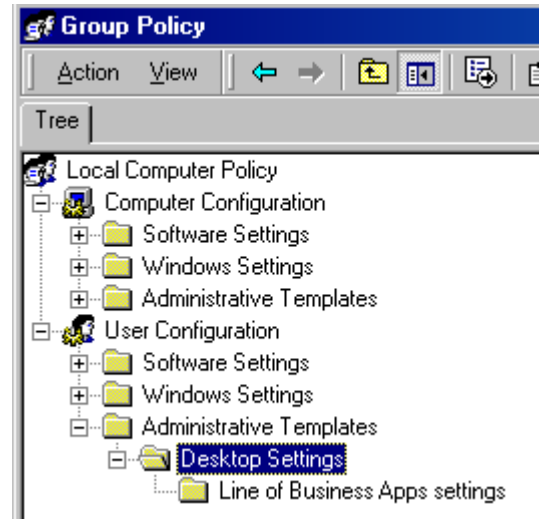 Group Policy
Action View
Tree
Local Computer Policy
Computer Configuration
Software Settings
Windows Settings
Administrative Templates
User Configuration
Software Settings
Windows Settings
Administrative Templates
Desktop Settings
Line of Business Apps settings